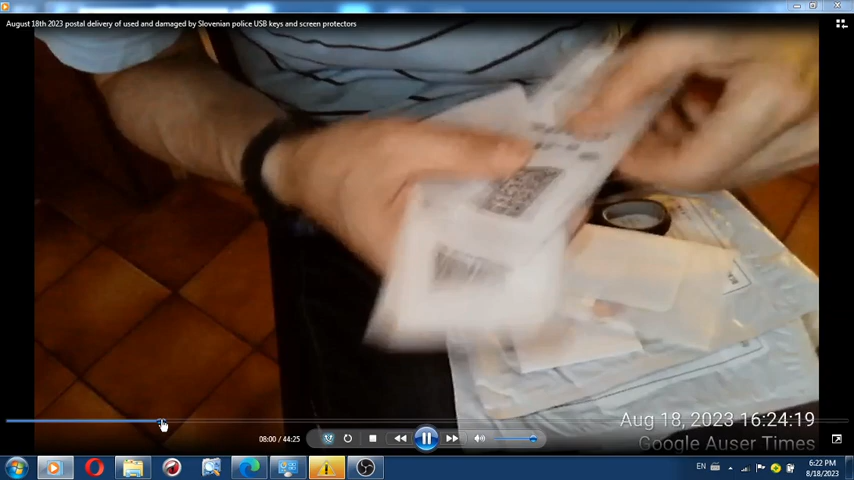 August 18th 2023 postal delivery of used and damaged by Slovenian police USB keys and screen protectors
Aug 18, 2023 16:24:19
Google Auser Times
08:00 / 44:25
EN
6:22 PM
8/18/2023